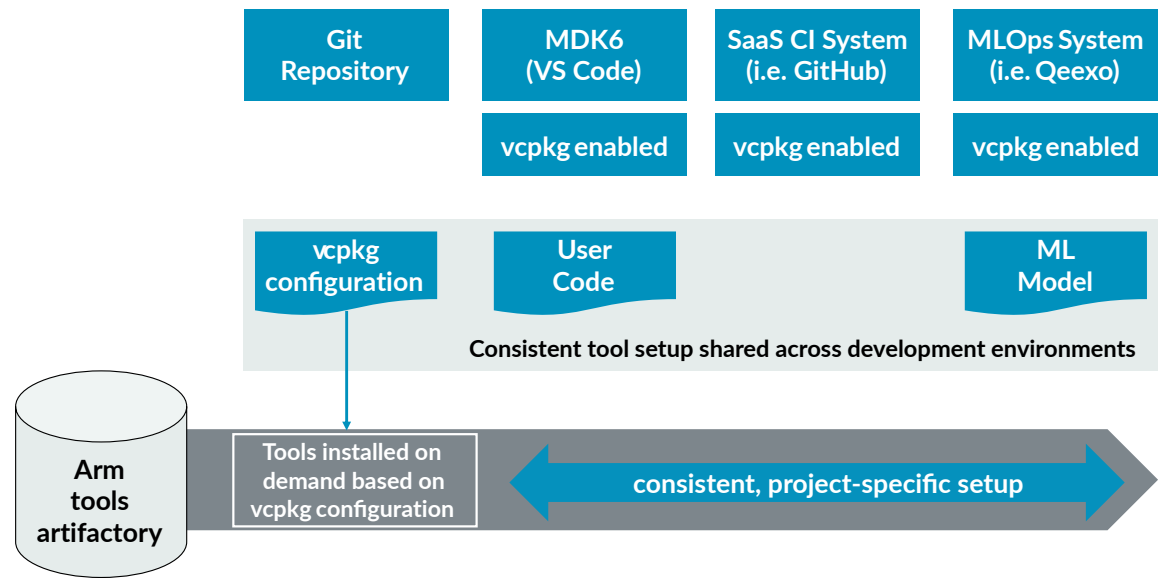 Git
Repository
MDK6
(VS Code)
SaaS CI System
(i.e. GitHub)
MLOps System
(i.e. Qeexo)
vcpkg enabled
vcpkg enabled
vcpkg enabled
vcpkg
configuration
User
Code
ML
Model
Consistent tool setup shared across development environments
Arm
tools
artifactory
Tools installed on
demand based on
vcpkg configuration
consistent, project-specific setup